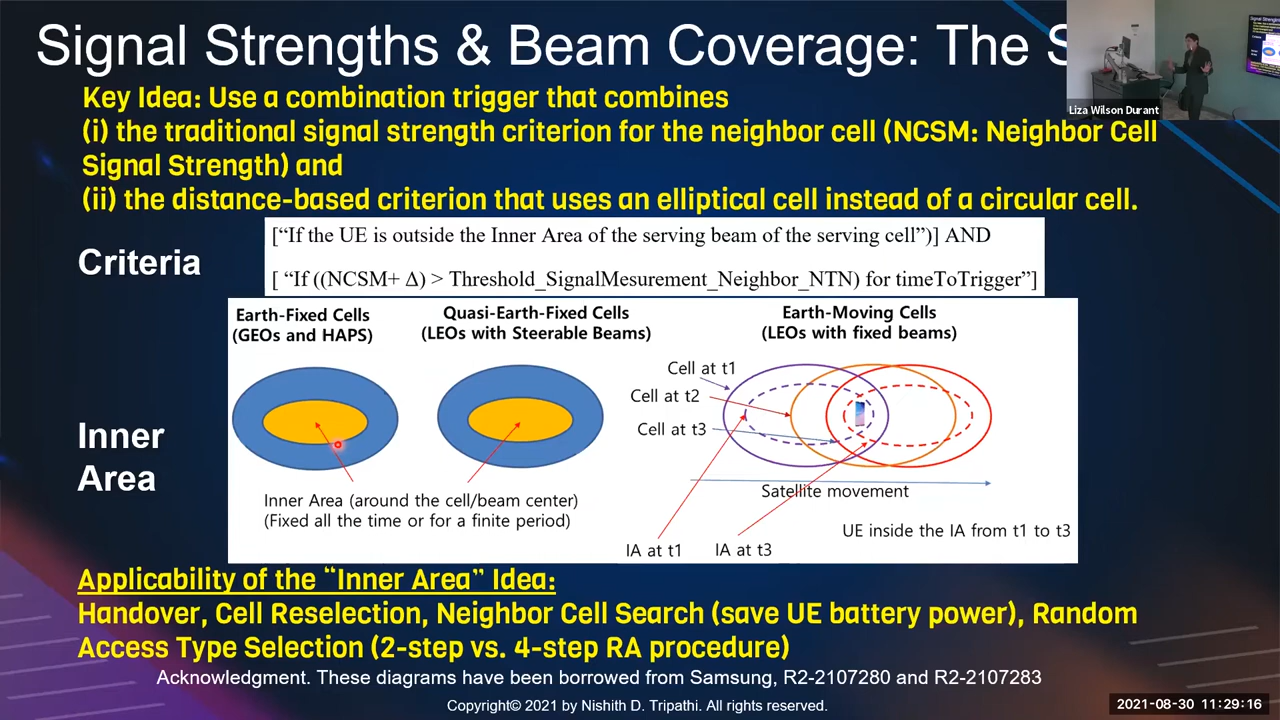 Signal Strengths & Beam Coverage: The S
Liza Wilson Durant
Key Idea: Use a combination trigger that combines
(i) the traditional signal strength criterion for the neighbor cell (NCSM: Neighbor Cell
Signal Strength) and
(ii) the distance-based criterion that uses an elliptical cell instead of a circular cell.
Criteria
[“If the UE is outside the Inner Area of the serving beam of the serving cell”)] AND
[ “If ((NCSM+ Δ) > Threshold_SignalMesurement_Neighbor_NTN) for timeToTrigger”]
Earth-Fixed Cells
(GEOs and HAPS)
Quasi-Earth-Fixed Cells
(LEOs with Steerable Beams)
Earth-Moving Cells
(LEOs with fixed beams)
Cell at t1
Cell at t2
Cell at t3
Inner
Area
Inner Area (around the cell/beam center)
(Fixed all the time or for a finite period)
Satellite movement
UE inside the IA from t1 to t3
IA at t1
IA at t3
Applicability of the “Inner Area” Idea:
Handover, Cell Reselection, Neighbor Cell Search (save UE battery power), Random
Access Type Selection (2-step vs. 4-step RA procedure)
Acknowledgment. These diagrams have been borrowed from Samsung, R2-2107280 and R2-2107283
Copyright© 2021 by Nishith D. Tripathi. All rights reserved.
2021-08-30 11:29:16